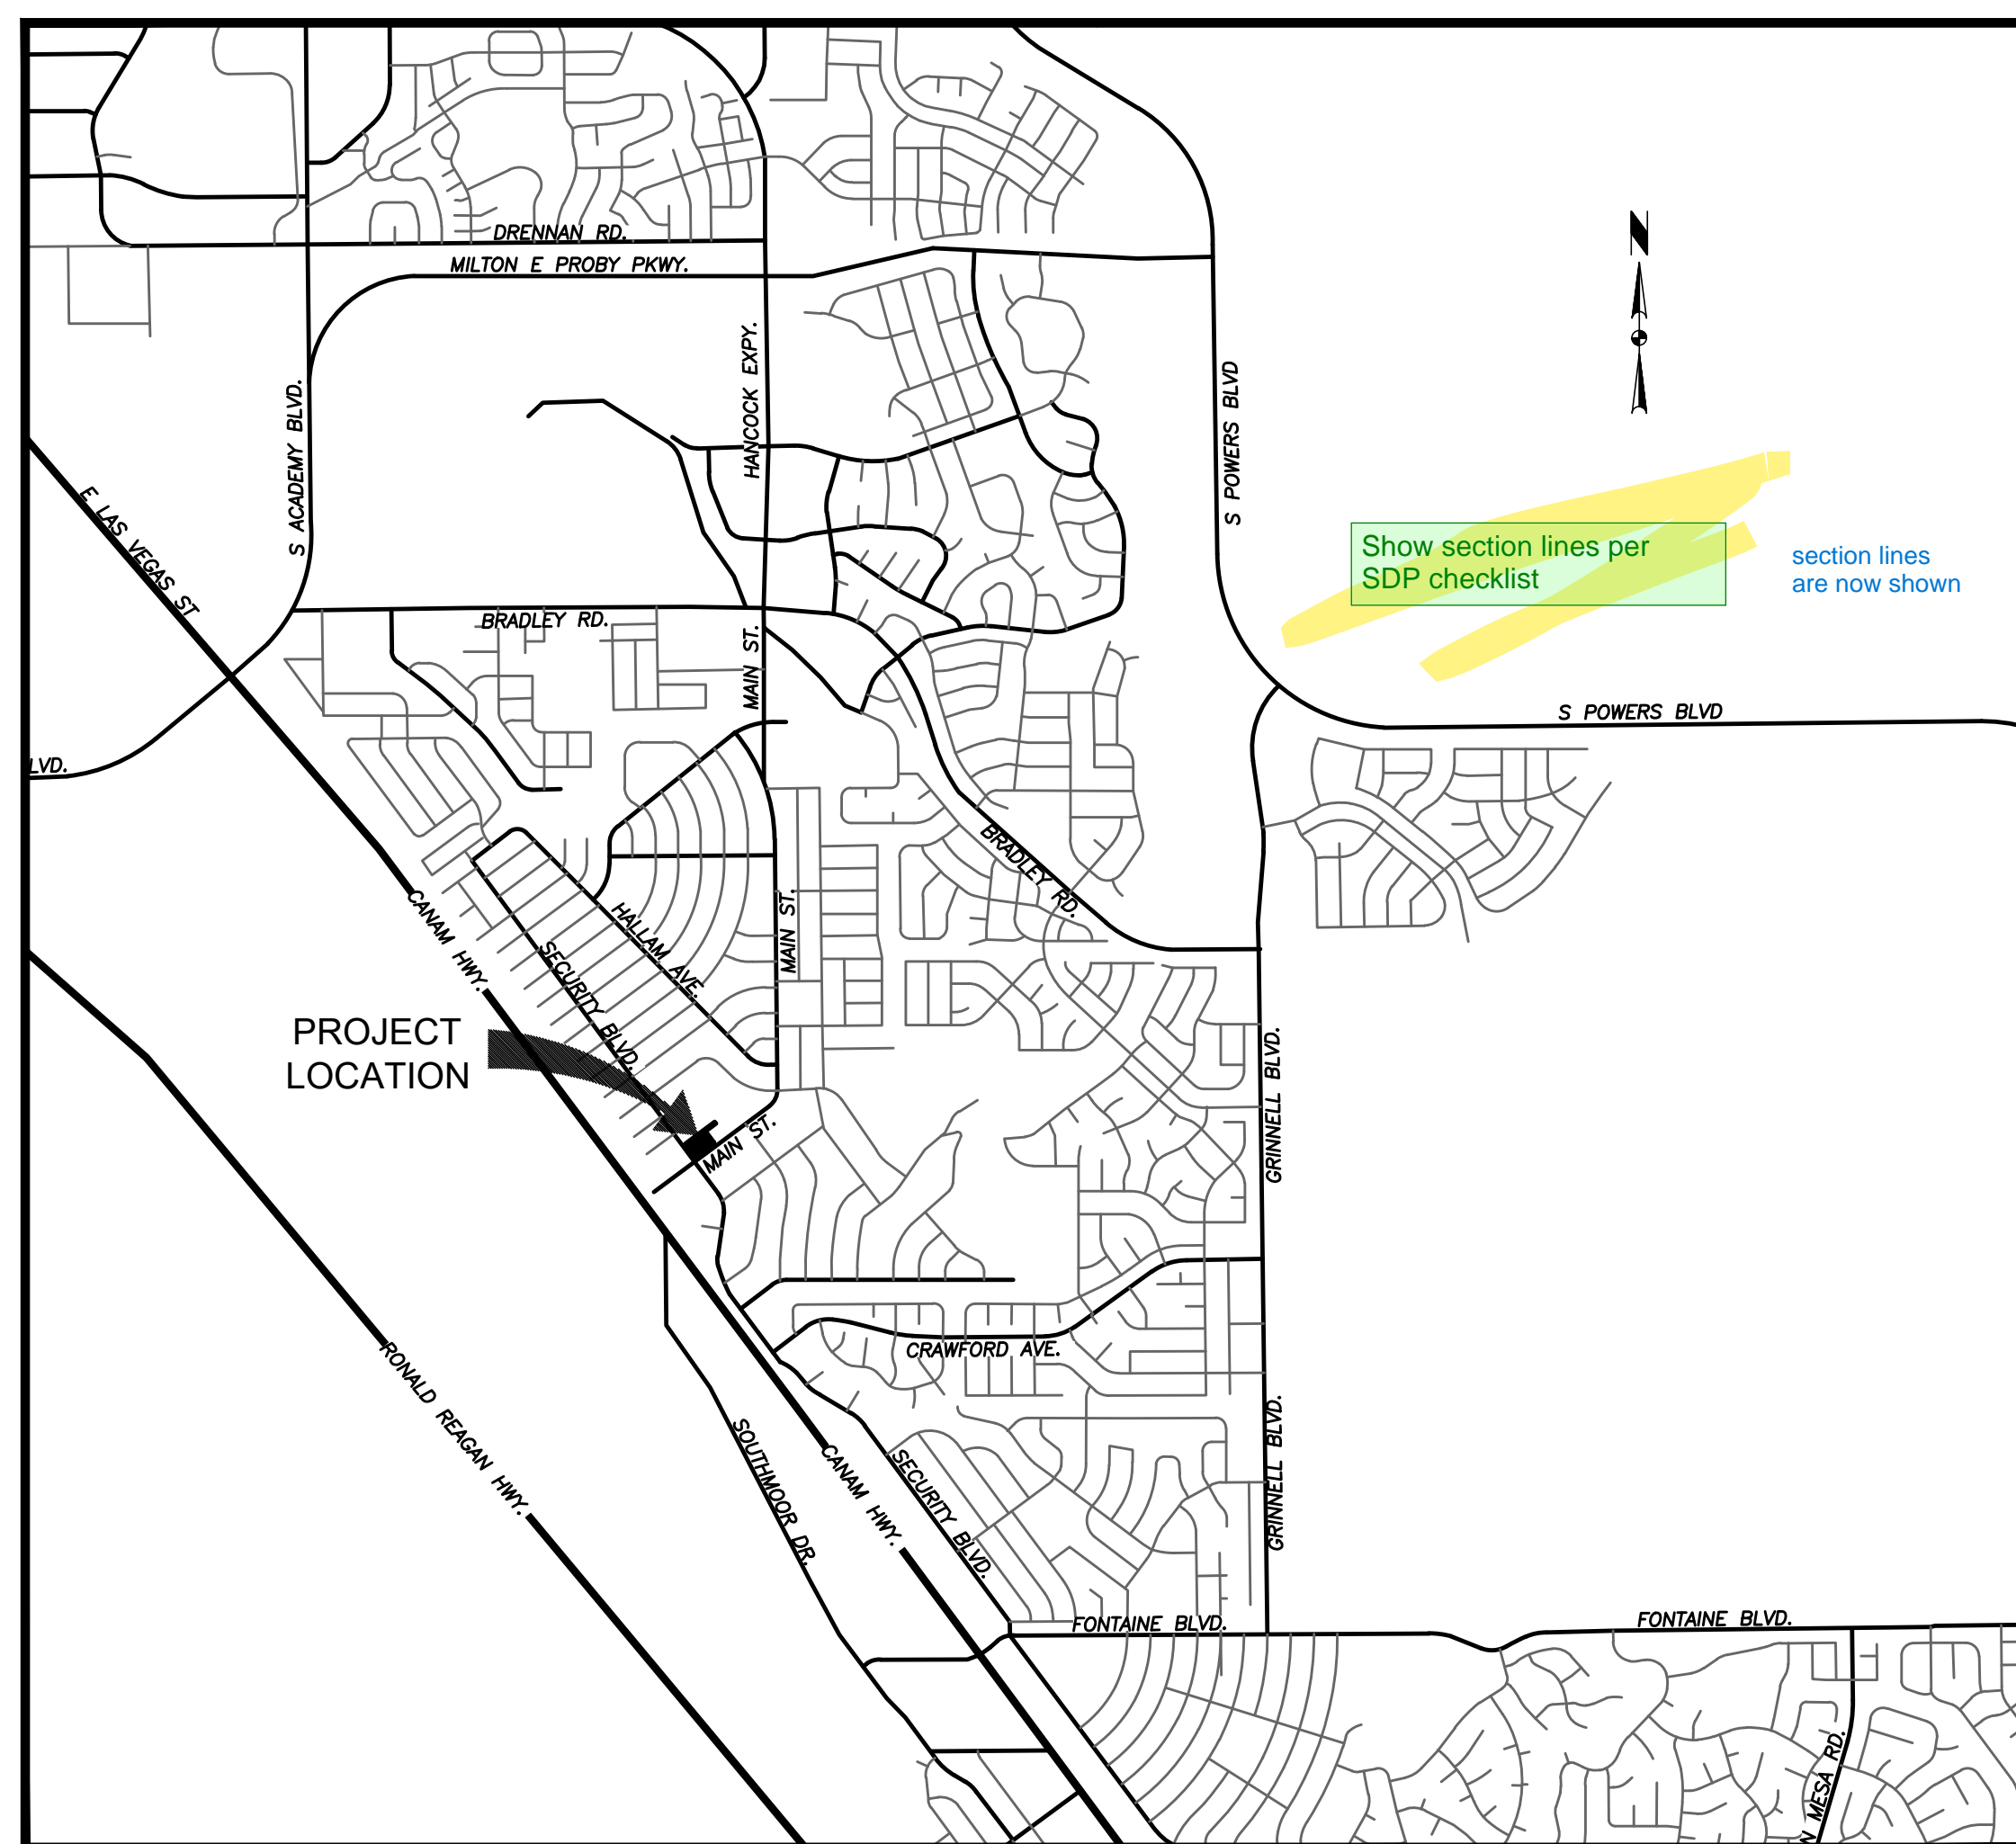 DRENNAN RD.
MILTON E PROBY PKWY.
N
HANCOCK EXPY.
S ACADEMY BLVD.
S POWERS BLVD
E LAS VEGAS ST
Show section lines per
SDP checklist
section lines
are now shown
BRADLEY RD.
MAIN ST.
S POWERS BLVD
LVD.
BRADLEY RD.
CANAM HWY.
HALLAM AVE.
MAIN ST.
SECURITY BLVD.
PROJECT
LOCATION
MAIN ST.
GRINNELL BLVD.
CRAWFORD AVE.
RONALD REAGAN HWY.
SOUTHMOOR DR.
CANAM HWY.
SECURITY BLVD.
GRINNELL BLVD.
FONTAINE BLVD.
FONTAINE BLVD.
N MESA RD.